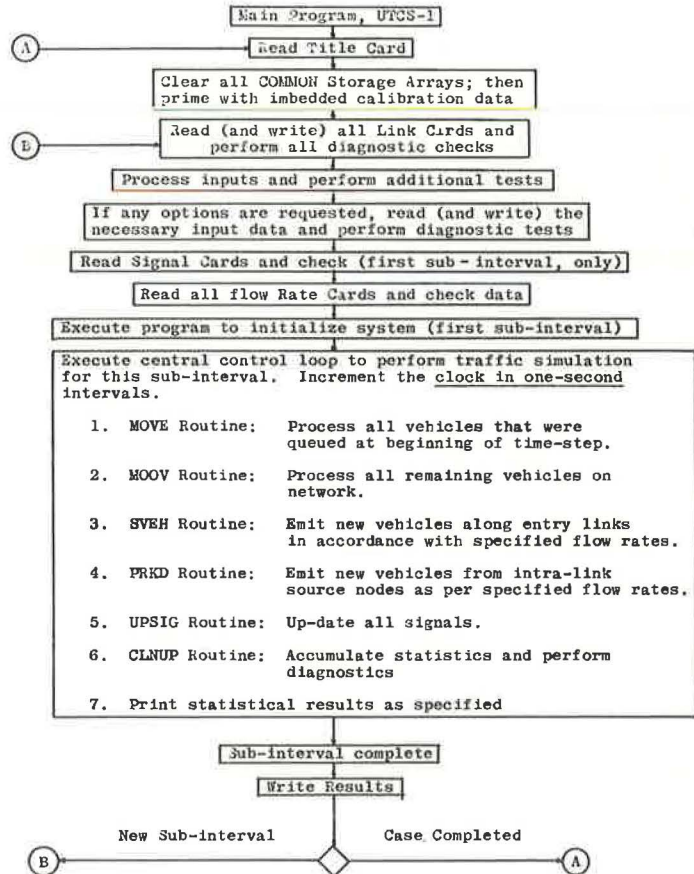 Main Program, UTCS-1
A
Read Title Card
Clear all COMMON Storage Arrays; then
prime with imbedded calibration data
B
Read (and write) all Link Cards and
perform all diagnostic checks
Process inputs and perform additional tests
If any options are requested, read (and write) the
necessary input data and perform diagnostic tests
Read Signal Cards and check (first sub-interval, only)
Read all flow Rate Cards and check data
Execute program to initialize system (first sub-interval)
Execute central control loop to perform traffic simulation
for this sub-interval. Increment the clock in one-second
intervals.
1. MOVE Routine: Process all vehicles that were
queued at beginning of time-step.
2. MOOV Routine: Process all remaining vehicles on
network.
3. SVEH Routine: Emit new vehicles along entry links
in accordance with specified flow rates.
4. PRKD Routine: Emit new vehicles from intra-link
source nodes as per specified flow rates.
5. UPSIG Routine: Up-date all signals.
6. CLNUP Routine: Accumulate statistics and perform
diagnostics
7. Print statistical results as specified
Sub-interval complete
Write Results
New Sub-interval
Case Completed
B
A